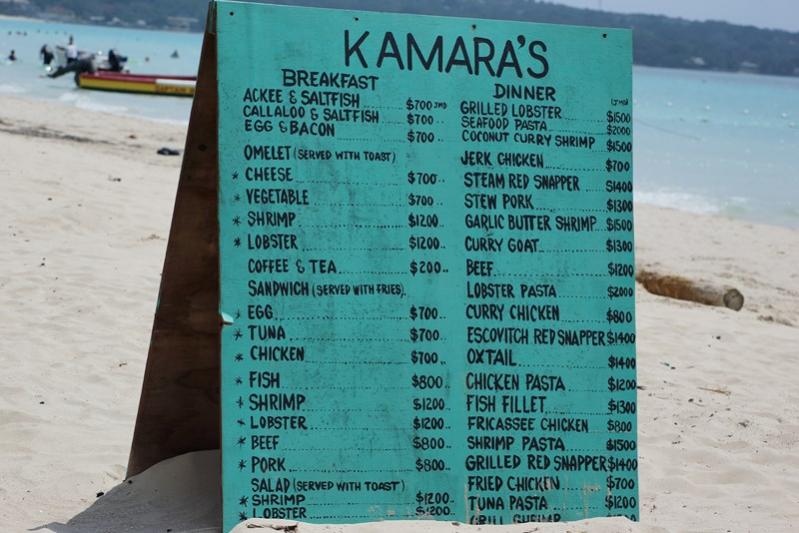 KAMARA'S
BREAKFAST
ACKEE & SALTFISH $700 JMD
CALLALOO & SALTFISH $700
EGG & BACON $700
OMELET (SERVED WITH TOAST)
* CHEESE $700
* VEGETABLE $700
* SHRIMP $1200
* LOBSTER $1200
COFFEE & TEA $200
SANDWICH (SERVED WITH FRIES)
* EGG $700
* TUNA $700
* CHICKEN $700
* FISH $800
* SHRIMP $1200
* LOBSTER $1200
* BEEF $800
* PORK $800
SALAD (SERVED WITH TOAST)
* SHRIMP $1200
* LOBSTER $1200
DINNER
GRILLED LOBSTER $1500
SEAFOOD PASTA $2000
COCONUT CURRY SHRIMP $1500
JERK CHICKEN $700
STEAM RED SNAPPER $1400
STEW PORK $1300
GARLIC BUTTER SHRIMP $1500
CURRY GOAT $1300
BEEF $1200
LOBSTER PASTA $2000
CURRY CHICKEN $800
ESCOVITCH RED SNAPPER $1400
OXTAIL $1400
CHICKEN PASTA $1200
FISH FILLET $1300
FRICASSEE CHICKEN $800
SHRIMP PASTA $1500
GRILLED RED SNAPPER $1400
FRIED CHICKEN $700
TUNA PASTA $1200
GRILL SHRIMP